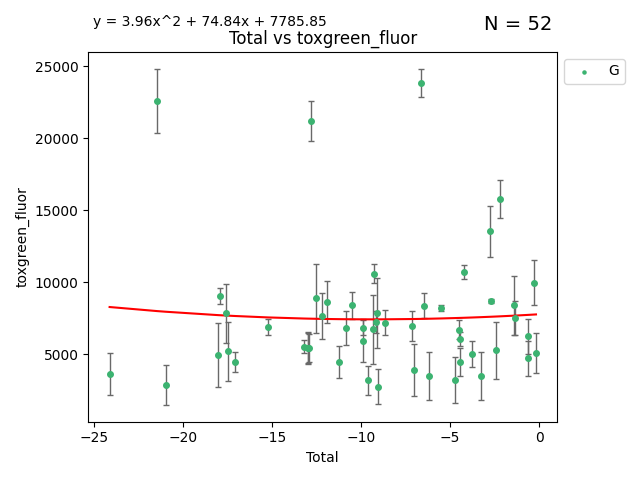 y = 3.96x^2 + 74.84x + 7785.85
N = 52
Total vs toxgreen_fluor
G
25000
20000
15000
10000
5000
toxgreen_fluor
−25 −20 −15 −10 −5 0
Total